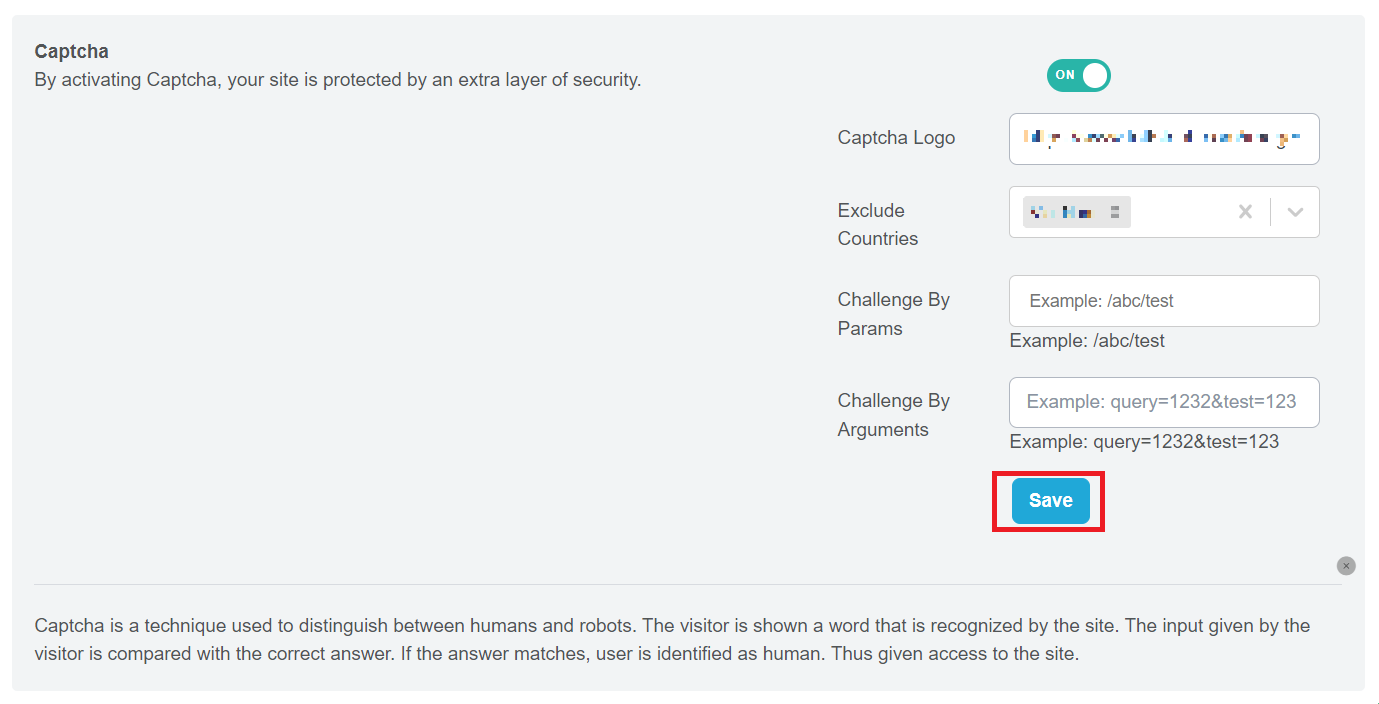 Captcha
By activating Captcha, your site is protected by an extra layer of security.
ON
Captcha Logo
Exclude
Countries
Challenge By
Params
Example: /abc/test
Example: /abc/test
Challenge By
Arguments
Example: query=1232&test=123
Example: query=1232&test=123
Save
Captcha is a technique used to distinguish between humans and robots. The visitor is shown a word that is recognized by the site. The input given by the
visitor is compared with the correct answer. If the answer matches, user is identified as human. Thus given access to the site.